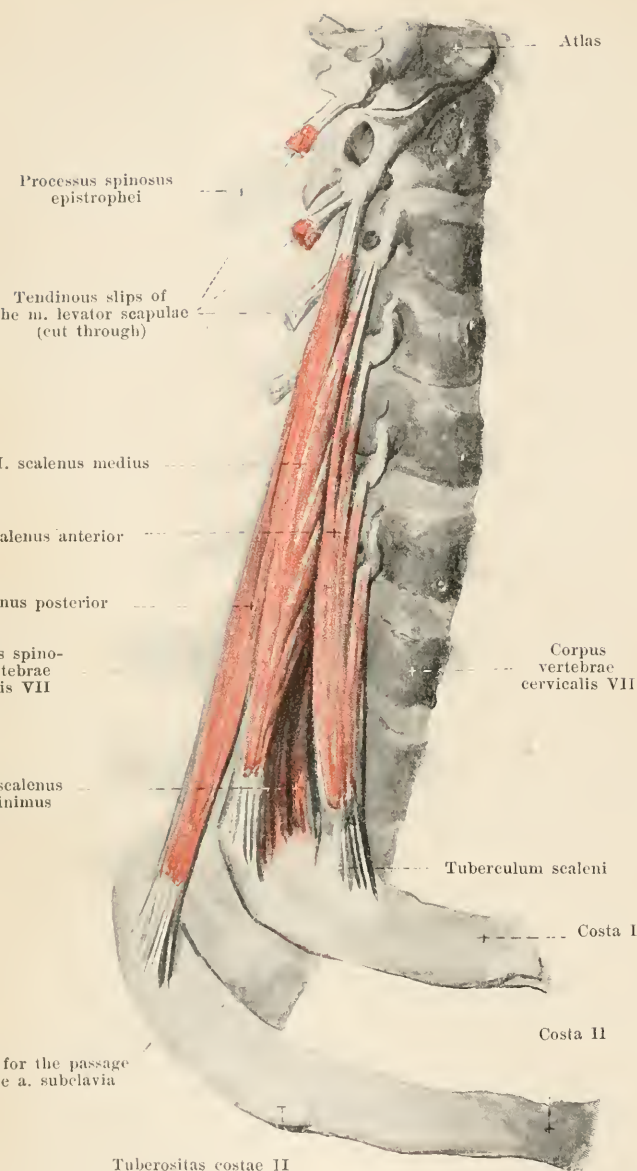 Atlas
Processus spinosus
epistrophei
Tendinous slips of
he m. levator scapulae
(cut through)
I. scalenus medius
alenus anterior
nus posterior
s spino-
tebrae
is VII
Corpus
vertebrae
cervicalis VII
scalenus
inimus
Tuberculum scaleni
Costa I
Costa II
for the passage
e a. subclavia
Tuberositas costae II